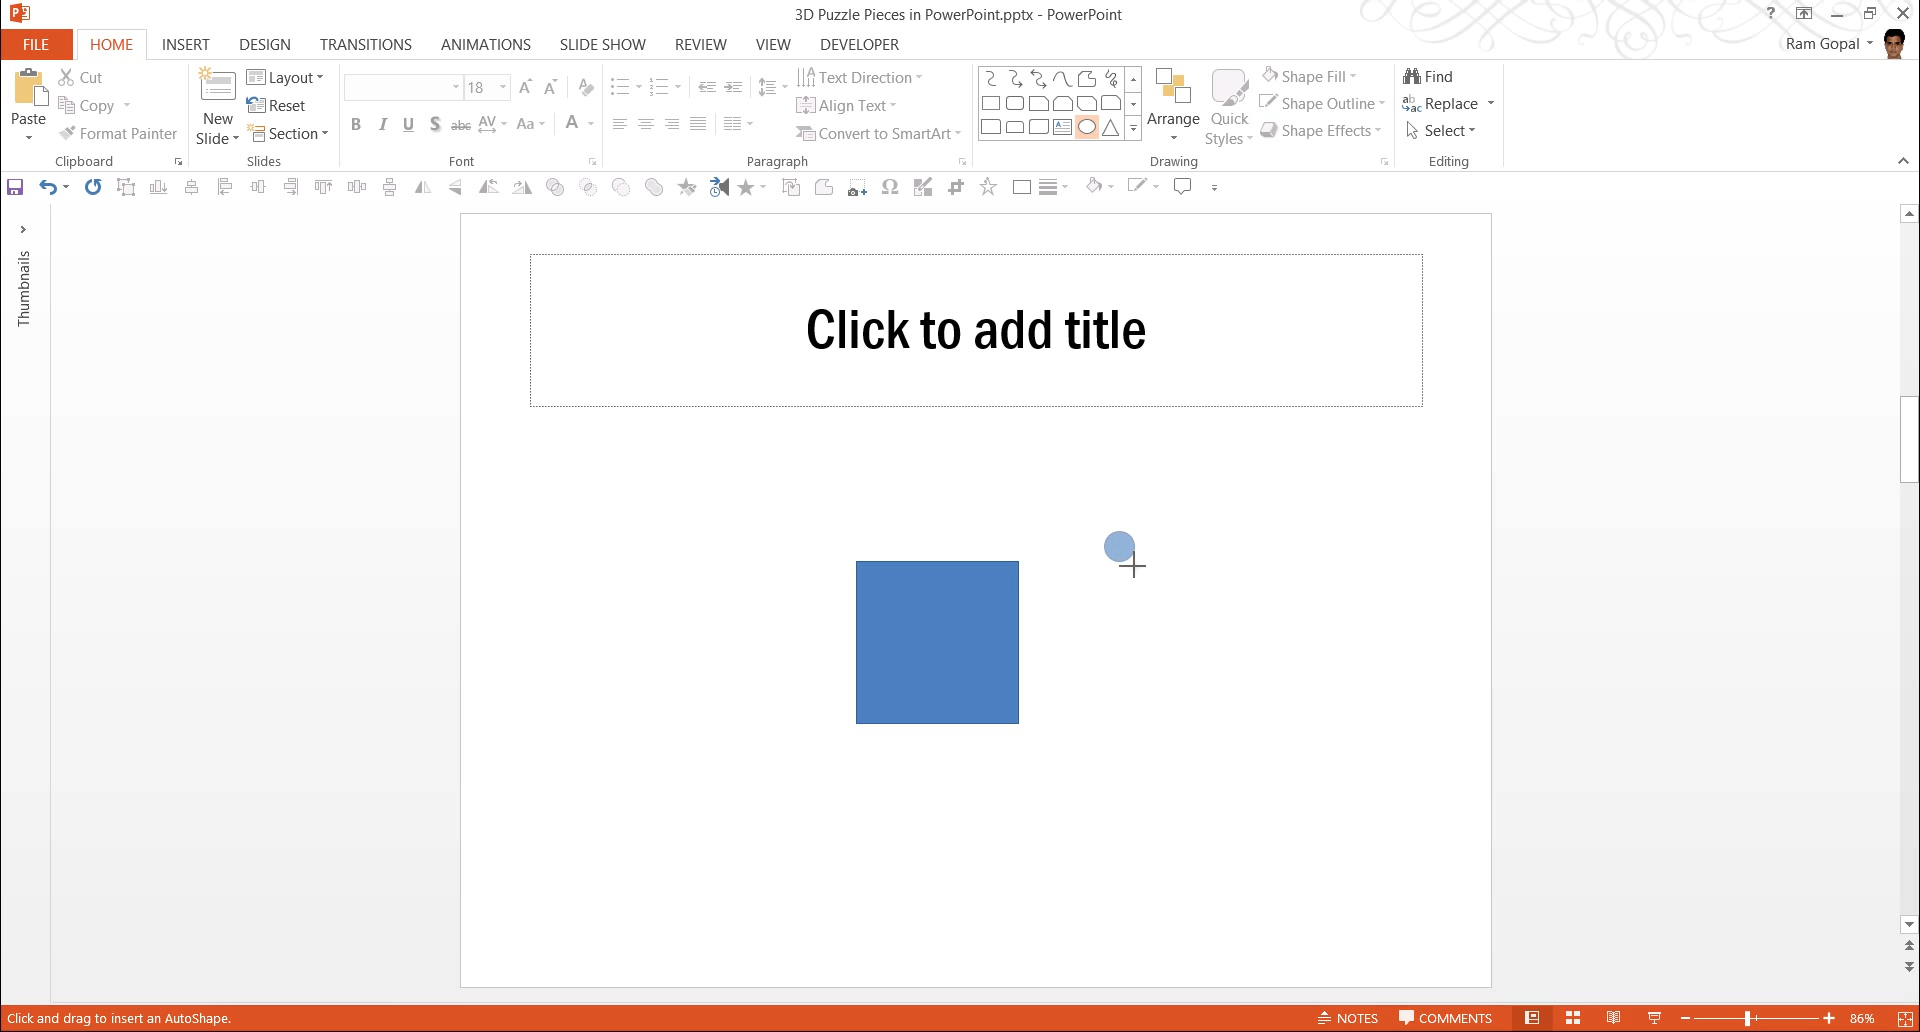 3D Puzzle Pieces in PowerPoint.pptx - PowerPoint
FILE HOME INSERT DESIGN TRANSITIONS ANIMATIONS SLIDE SHOW REVIEW VIEW DEVELOPER Ram Gopal
Paste
Cut
Copy
Format Painter
Clipboard
New
Slide
Layout
Reset
Section
Slides
18
B I U S abc AV Aa A
Font
Text Direction
Align Text
Convert to SmartArt
Paragraph
Arrange
Quick
Styles
Shape Fill
Shape Outline
Shape Effects
Drawing
Find
Replace
Select
Editing
Thumbnails
Click to add title
Click and drag to insert an AutoShape. NOTES COMMENTS 86%